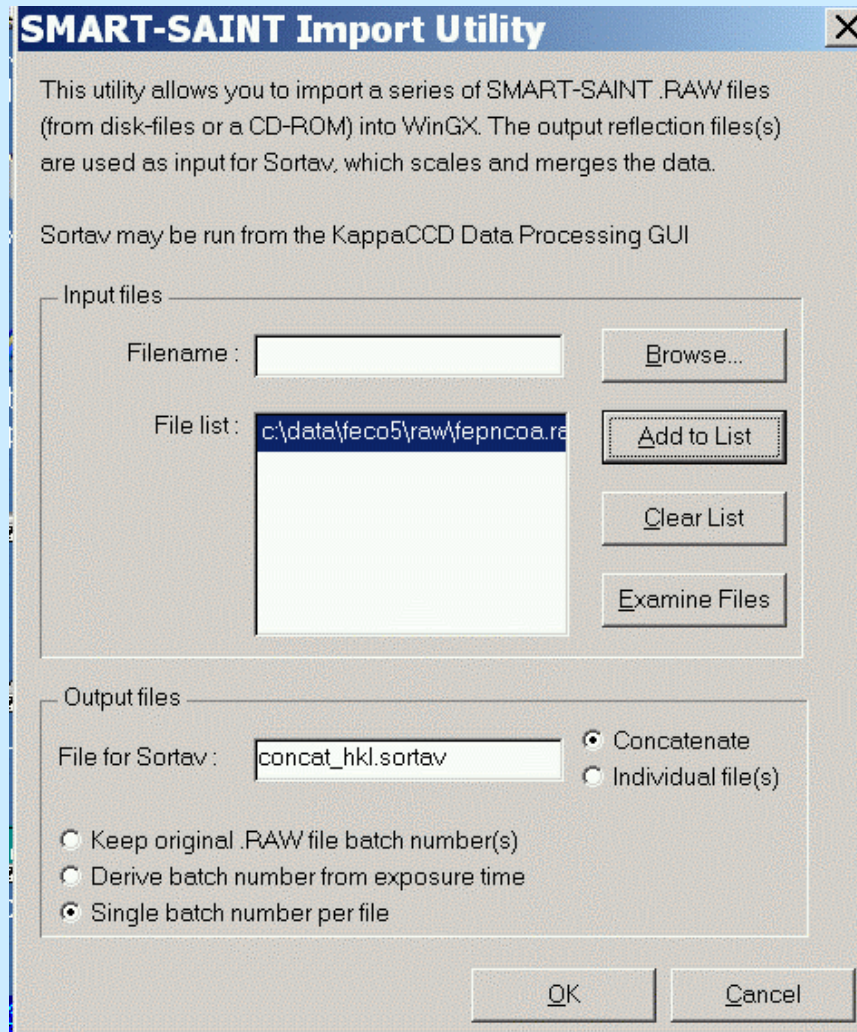 SMART-SAINT Import Utility
This utility allows you to import a series of SMART-SAINT .RAW files
(from disk-files or a CD-ROM) into WinGX. The output reflection files(s)
are used as input for Sortav, which scales and merges the data.
Sortav may be run from the KappaCCD Data Processing GUI
Input files
Filename :
Browse...
File list :
c:\data\feco5\raw\fepncoa.ra
Add to List
Clear List
Examine Files
Output files
File for Sortav :
concat_hkl.sortav
Concatenate
Individual file(s)
Keep original .RAW file batch number(s)
Derive batch number from exposure time
Single batch number per file
OK
Cancel